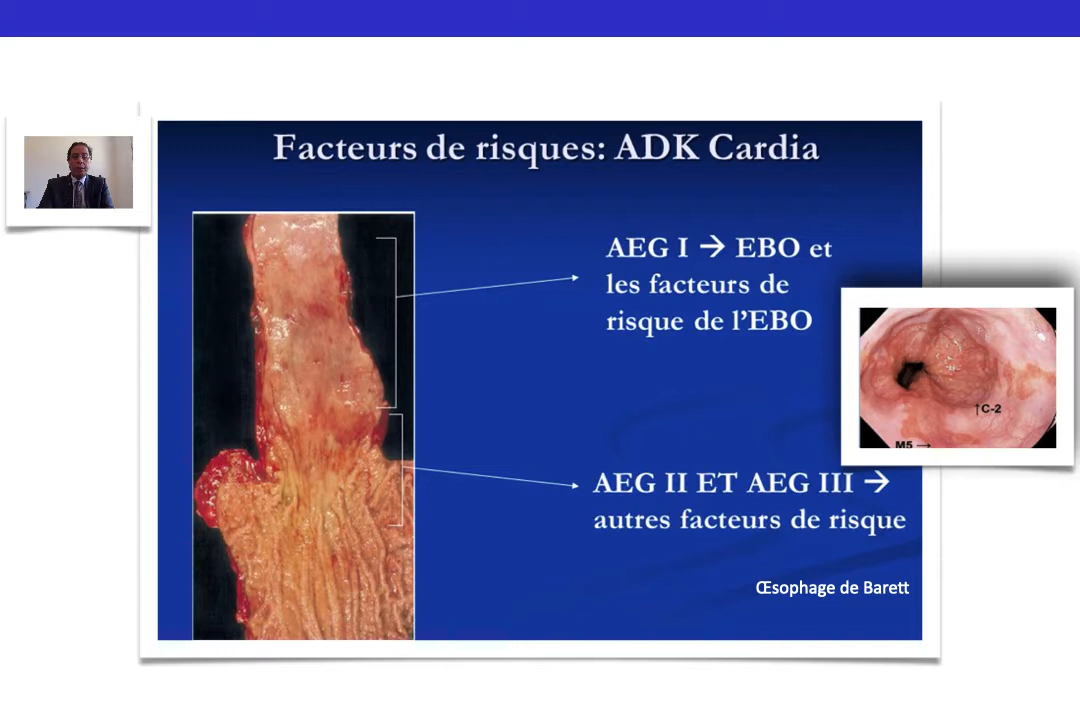 Facteurs de risques: ADK Cardia
AEG I → EBO et
les facteurs de
risque de l’EBO
↑C-2
M5 →
AEG II ET AEG III →
autres facteurs de risque
Œsophage de Barett